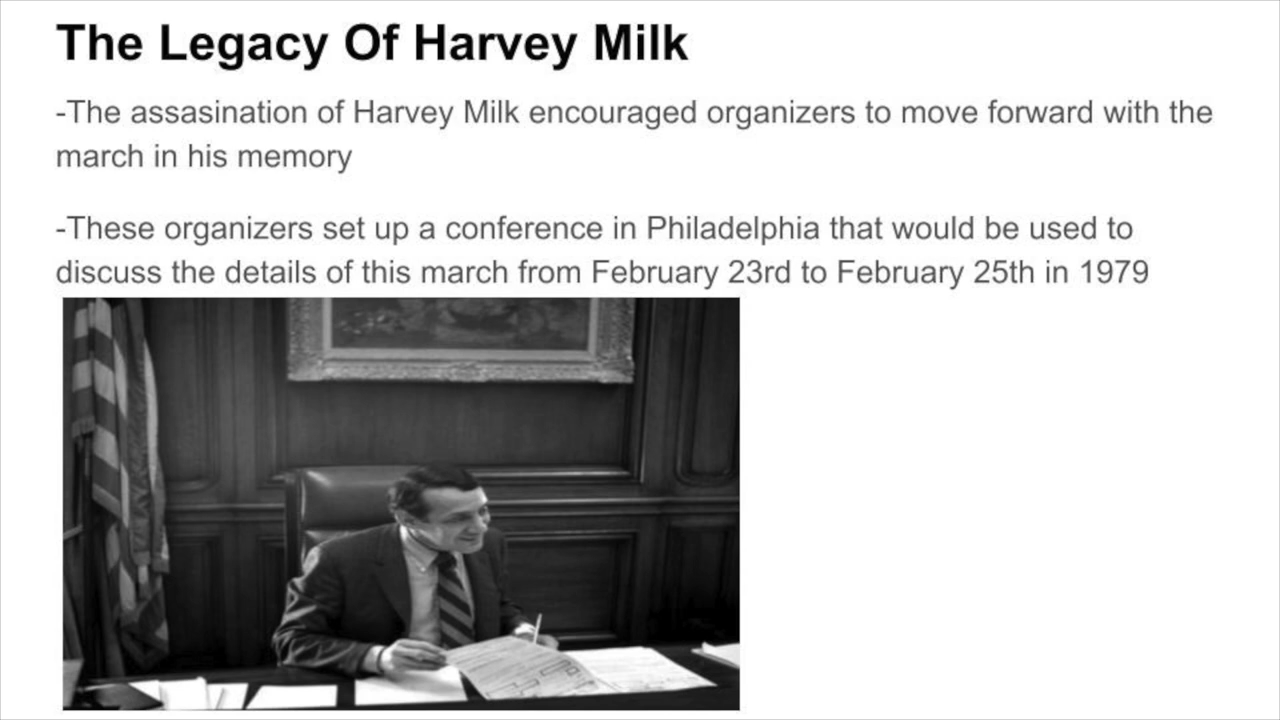 The Legacy Of Harvey Milk
-The assasination of Harvey Milk encouraged organizers to move forward with the
march in his memory
-These organizers set up a conference in Philadelphia that would be used to
discuss the details of this march from February 23rd to February 25th in 1979